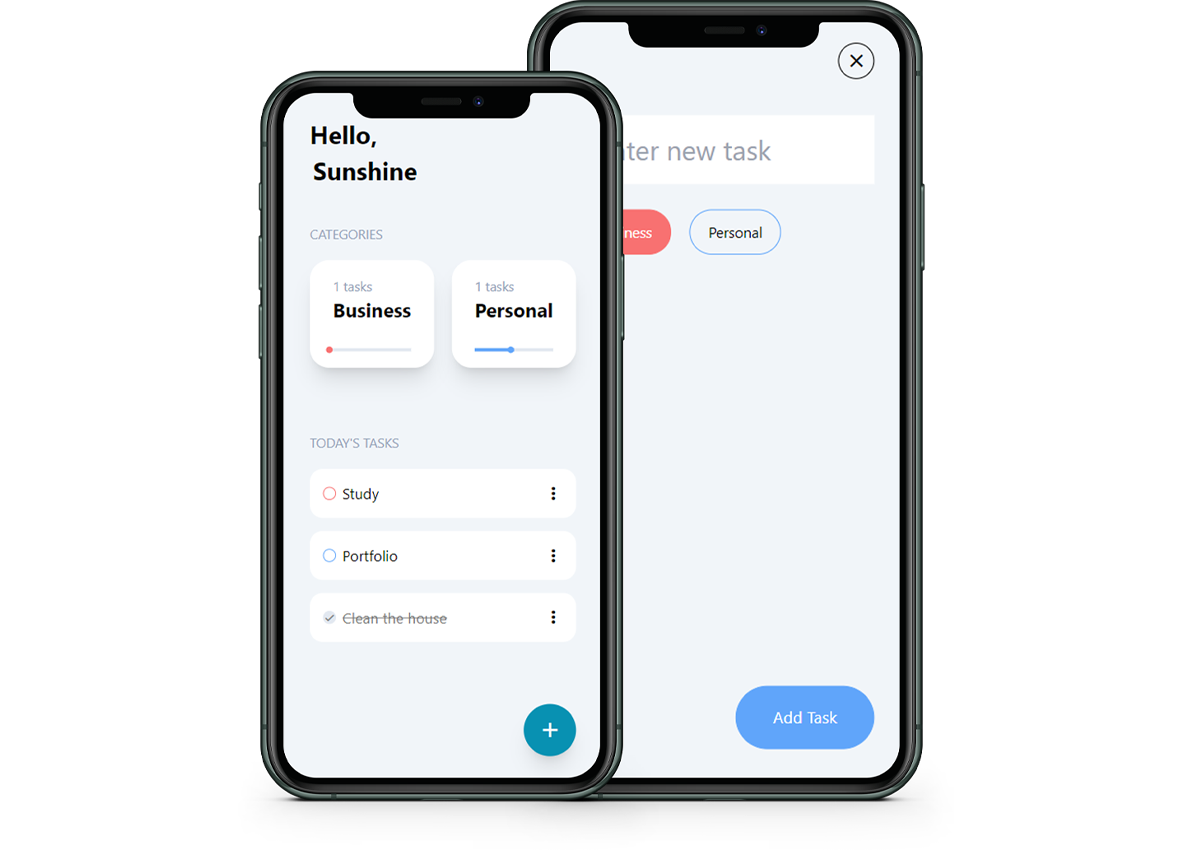 Hello,
Sunshine
CATEGORIES
1 tasks
Business
1 tasks
Personal
TODAY'S TASKS
Study
Portfolio
Clean the house
+
ter new task
ness
Personal
Add Task